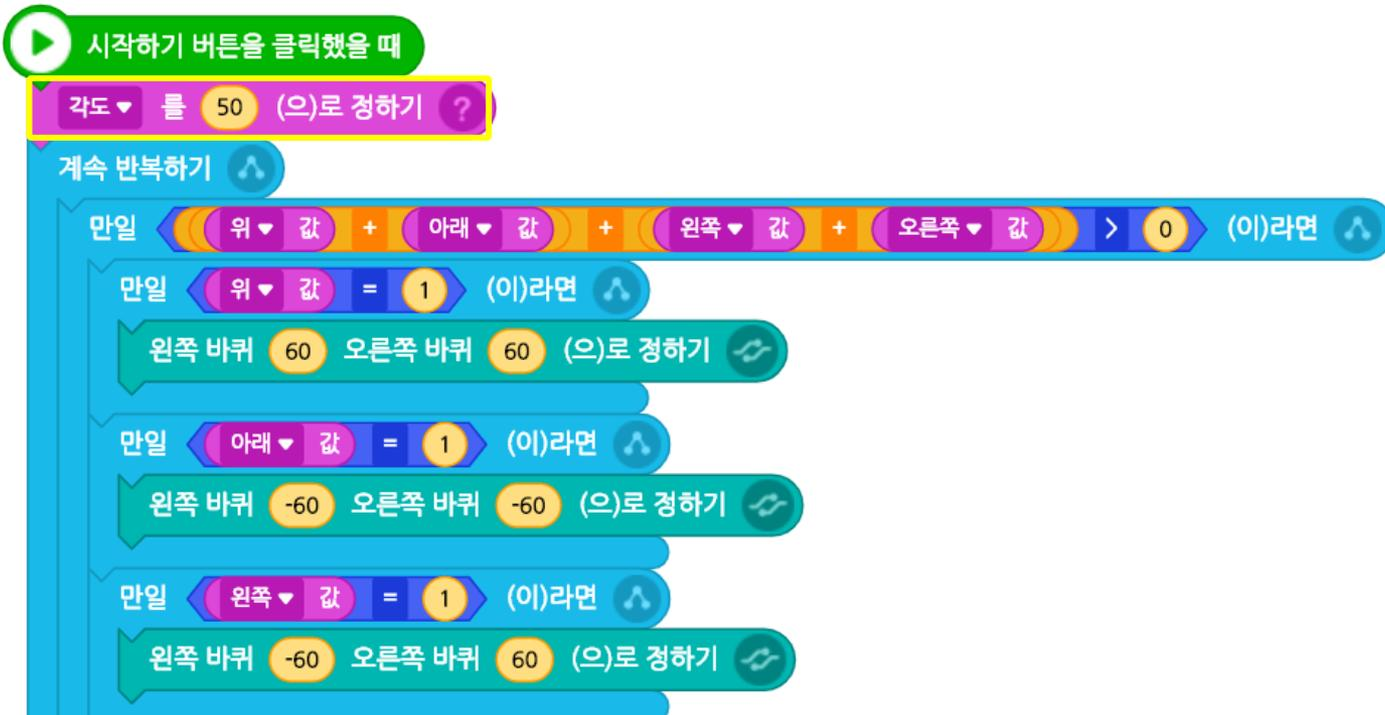 시작하기 버튼을 클릭했을 때
각도 를 50 (으)로 정하기 ?
계속 반복하기
만일 위 값 + 아래 값 + 왼쪽 값 + 오른쪽 값 > 0 (이)라면
만일 위 값 = 1 (이)라면
왼쪽 바퀴 60 오른쪽 바퀴 60 (으)로 정하기
만일 아래 값 = 1 (이)라면
왼쪽 바퀴 -60 오른쪽 바퀴 -60 (으)로 정하기
만일 왼쪽 값 = 1 (이)라면
왼쪽 바퀴 -60 오른쪽 바퀴 60 (으)로 정하기